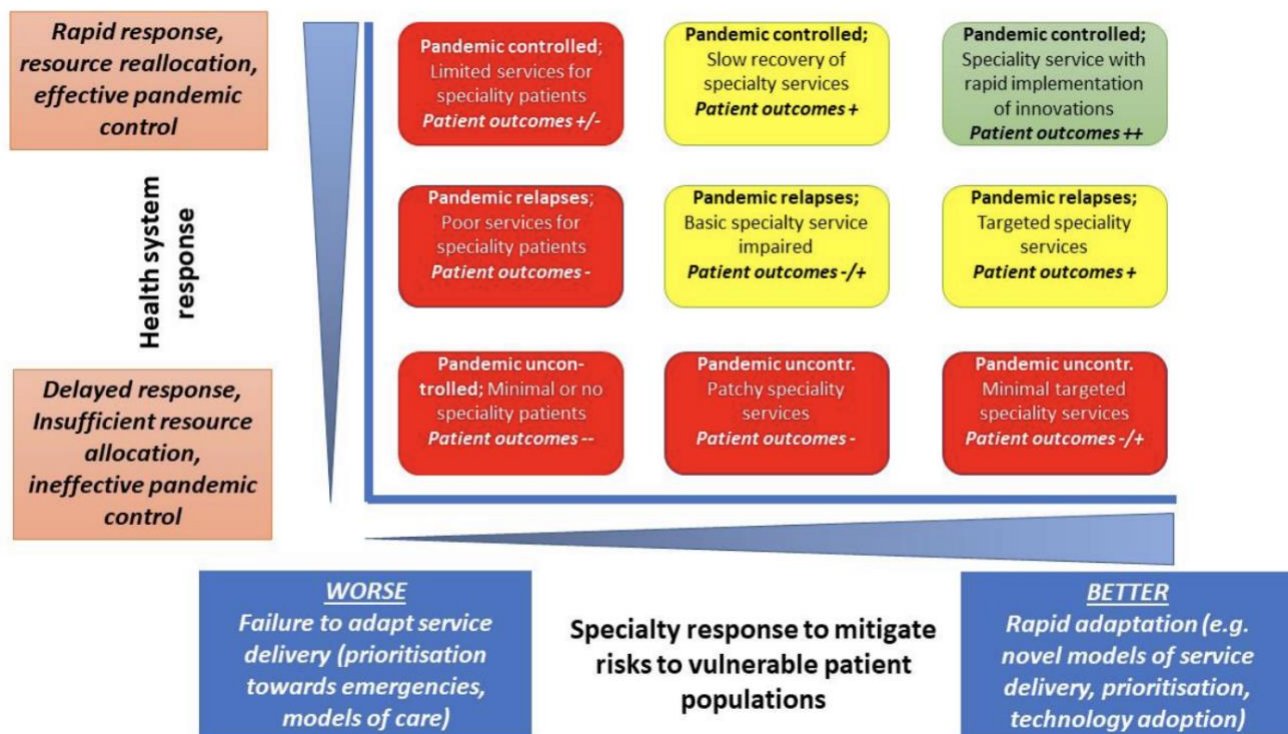 Rapid response,
resource reallocation,
effective pandemic
control
Health system
response
Delayed response,
Insufficient resource
allocation,
ineffective pandemic
control
Pandemic controlled;
Limited services for
speciality patients
Patient outcomes +/-
Pandemic controlled;
Slow recovery of
specialty services
Patient outcomes +
Pandemic controlled;
Speciality service with
rapid implementation
of innovations
Patient outcomes ++
Pandemic relapses;
Poor services for
speciality patients
Patient outcomes -
Pandemic relapses;
Basic specialty service
impaired
Patient outcomes -/+
Pandemic relapses;
Targeted speciality
services
Patient outcomes +
Pandemic uncon-
trolled; Minimal or no
speciality patients
Patient outcomes --
Pandemic uncontr.
Patchy speciality
services
Patient outcomes -
Pandemic uncontr.
Minimal targeted
speciality services
Patient outcomes -/+
WORSE
Failure to adapt service
delivery (prioritisation
towards emergencies,
models of care)
Specialty response to mitigate
risks to vulnerable patient
populations
BETTER
Rapid adaptation (e.g.
novel models of service
delivery, prioritisation,
technology adoption)